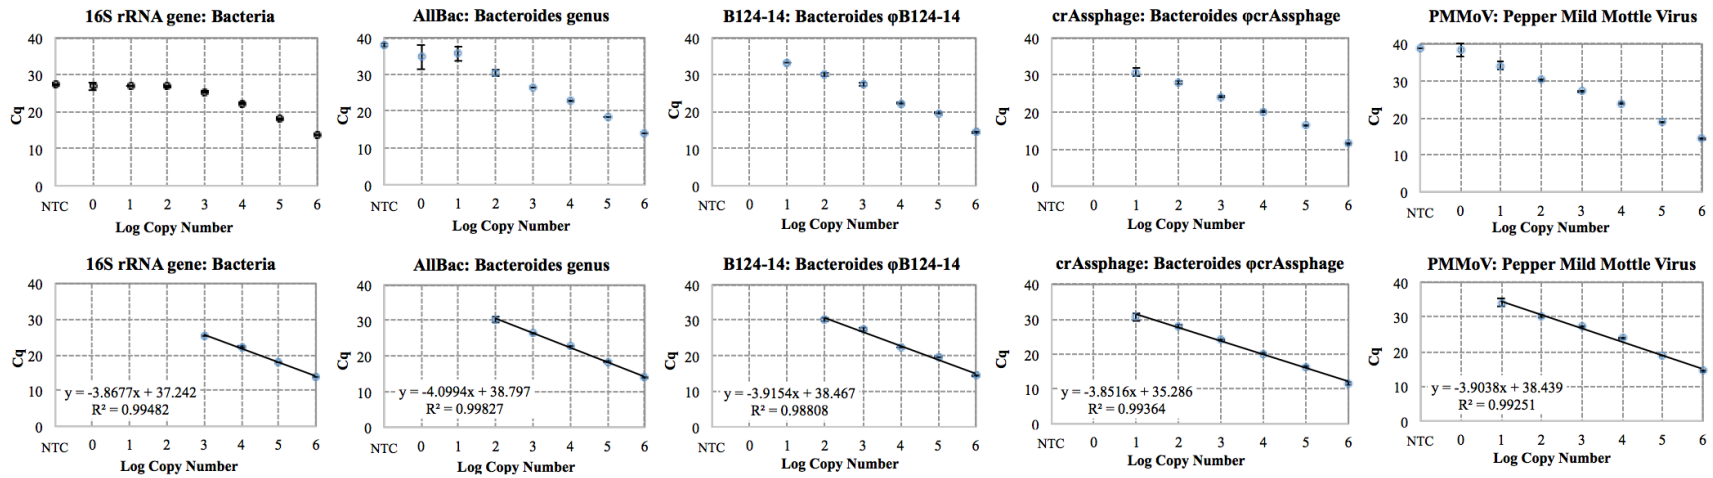 16S rRNA gene: Bacteria
40
30
20
10
0
Cq
NTC 0 1 2 3 4 5 6
Log Copy Number
AllBac: Bacteroides genus
40
30
20
10
0
Cq
NTC 0 1 2 3 4 5 6
Log Copy Number
B124-14: Bacteroides φB124-14
40
30
20
10
0
Cq
NTC 0 1 2 3 4 5 6
Log Copy Number
crAssphage: Bacteroides φcrAssphage
40
30
20
10
0
Cq
NTC 0 1 2 3 4 5 6
Log Copy Number
PMMoV: Pepper Mild Mottle Virus
40
30
20
10
0
Cq
NTC 0 1 2 3 4 5 6
Log Copy Number
16S rRNA gene: Bacteria
40
30
20
10
0
Cq
y = -3.8677x + 37.242
R² = 0.99482
NTC 0 1 2 3 4 5 6
Log Copy Number
AllBac: Bacteroides genus
40
30
20
10
0
Cq
y = -4.0994x + 38.797
R² = 0.99827
NTC 0 1 2 3 4 5 6
Log Copy Number
B124-14: Bacteroides φB124-14
40
30
20
10
0
Cq
y = -3.9154x + 38.467
R² = 0.98808
NTC 0 1 2 3 4 5 6
Log Copy Number
crAssphage: Bacteroides φcrAssphage
40
30
20
10
0
Cq
y = -3.8516x + 35.286
R² = 0.99364
NTC 0 1 2 3 4 5 6
Log Copy Number
PMMoV: Pepper Mild Mottle Virus
40
30
20
10
0
Cq
y = -3.9038x + 38.439
R² = 0.99251
NTC 0 1 2 3 4 5 6
Log Copy Number